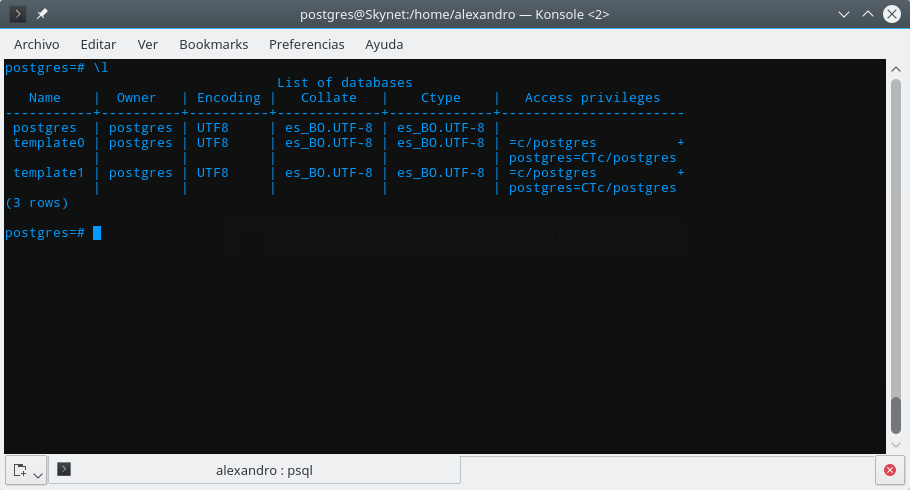 postgres@Skynet:/home/alexandro — Konsole <2>
Archivo Editar Ver Bookmarks Preferencias Ayuda
postgres=# \l
                                  List of databases
   Name    |  Owner   | Encoding |   Collate   |    Ctype    |   Access privileges
-----------+----------+----------+-------------+-------------+-----------------------
 postgres  | postgres | UTF8     | es_BO.UTF-8 | es_BO.UTF-8 |
 template0 | postgres | UTF8     | es_BO.UTF-8 | es_BO.UTF-8 | =c/postgres          +
           |          |          |             |             | postgres=CTc/postgres
 template1 | postgres | UTF8     | es_BO.UTF-8 | es_BO.UTF-8 | =c/postgres          +
           |          |          |             |             | postgres=CTc/postgres
(3 rows)
postgres=#
alexandro : psql